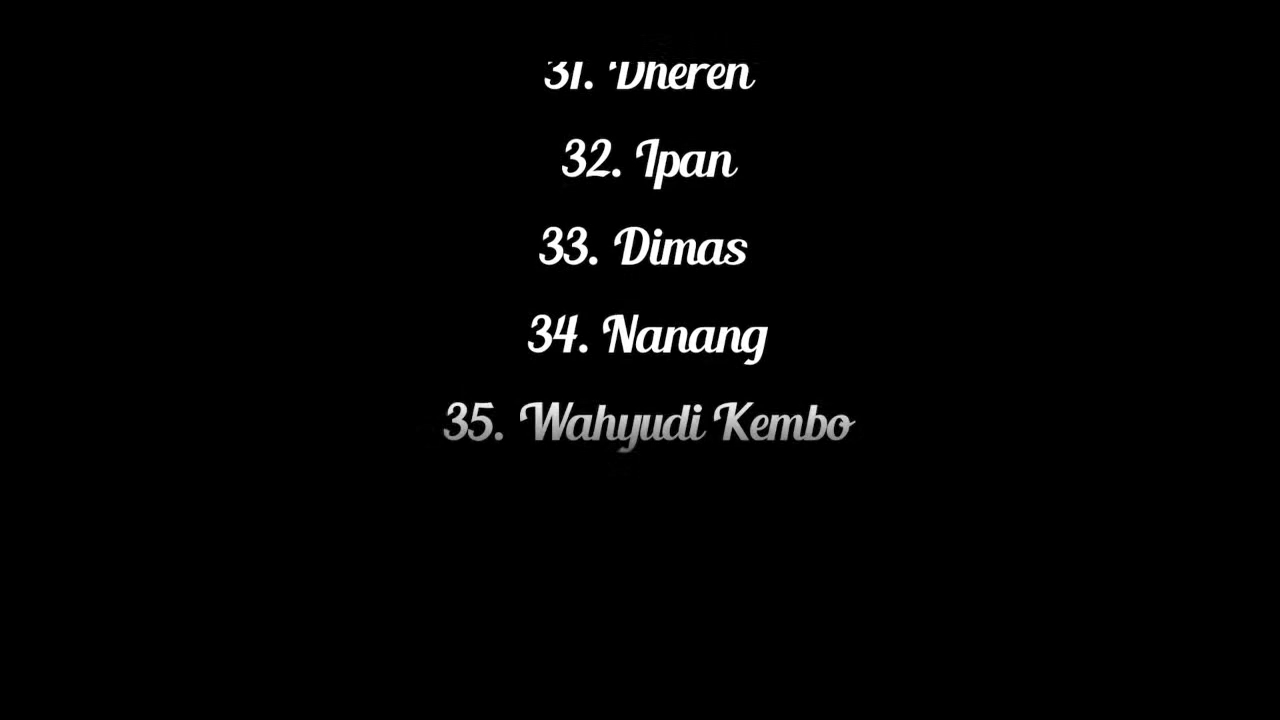 31. Dheren
32. Ipan
33. Dimas
34. Nanang
35. Wahyudi Kembo